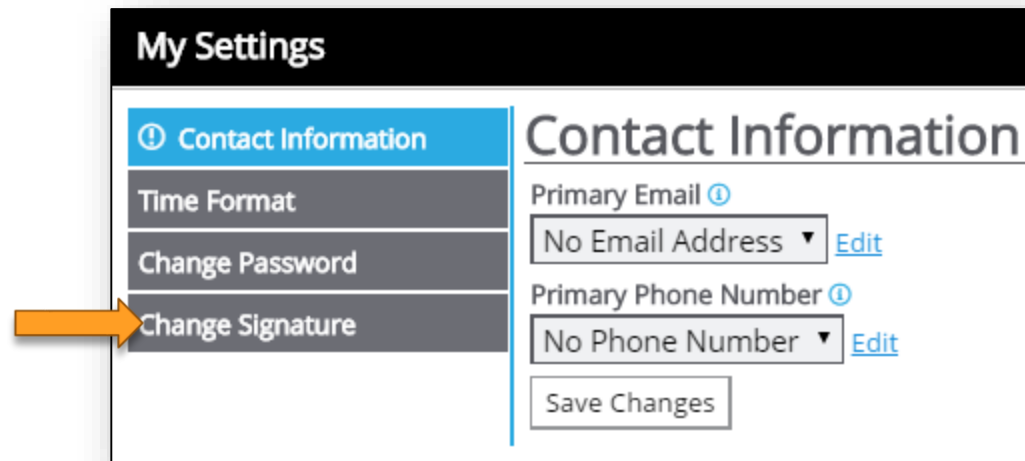 My Settings
Contact Information
Time Format
Change Password
Change Signature
Contact Information
Primary Email
No Email Address Edit
Primary Phone Number
No Phone Number Edit
Save Changes